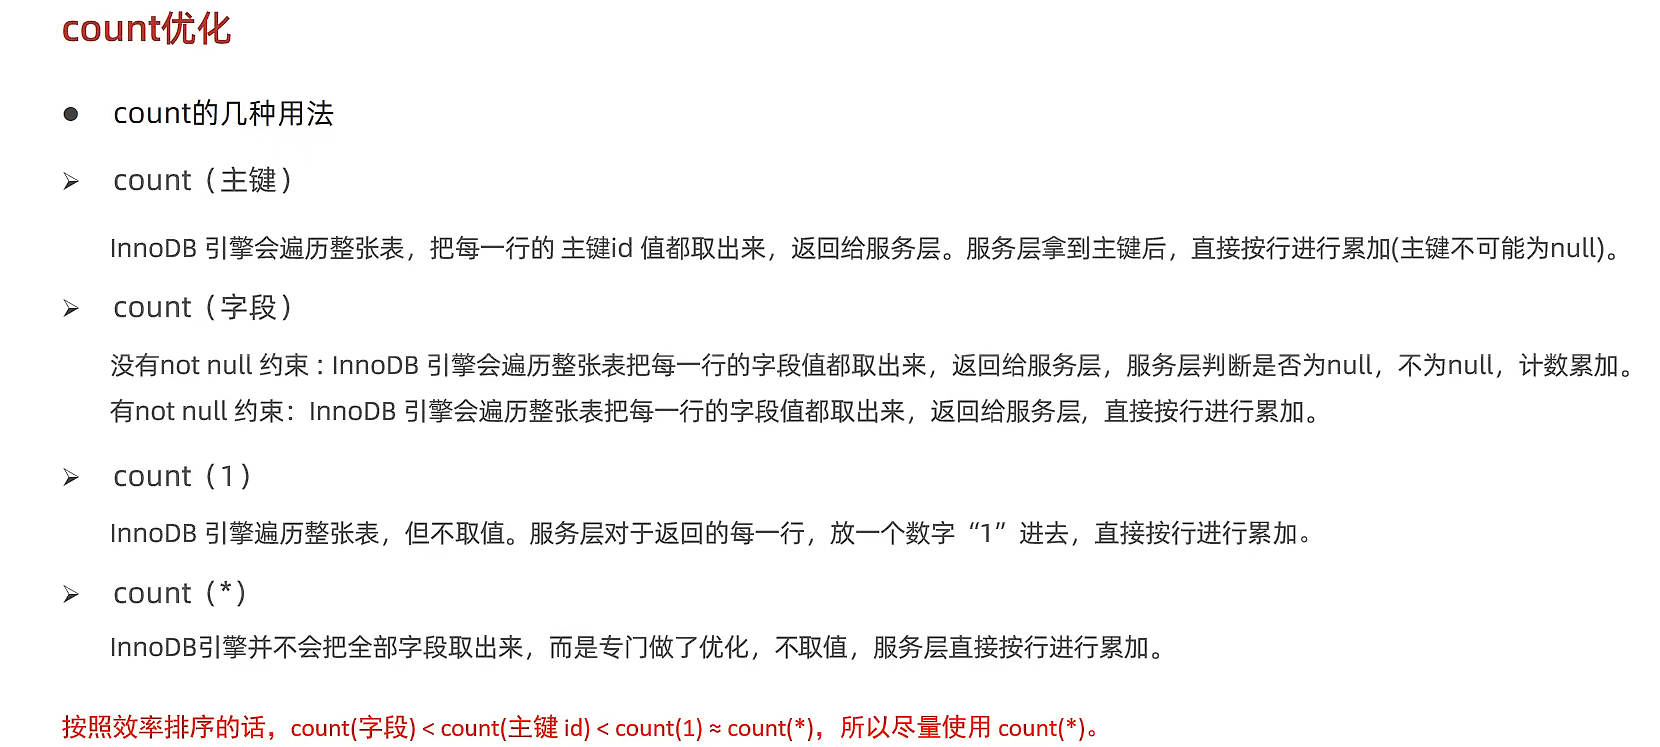 count优化
● count的几种用法
➢ count（主键）
InnoDB 引擎会遍历整张表，把每一行的 主键id 值都取出来，返回给服务层。服务层拿到主键后，直接按行进行累加(主键不可能为null)。
➢ count（字段）
没有not null 约束 : InnoDB 引擎会遍历整张表把每一行的字段值都取出来，返回给服务层，服务层判断是否为null，不为null，计数累加。
有not null 约束：InnoDB 引擎会遍历整张表把每一行的字段值都取出来，返回给服务层, 直接按行进行累加。
➢ count（1）
InnoDB 引擎遍历整张表，但不取值。服务层对于返回的每一行，放一个数字“1”进去，直接按行进行累加。
➢ count（*）
InnoDB引擎并不会把全部字段取出来，而是专门做了优化，不取值，服务层直接按行进行累加。
按照效率排序的话，count(字段) < count(主键 id) < count(1) ≈ count(*)，所以尽量使用 count(*)。